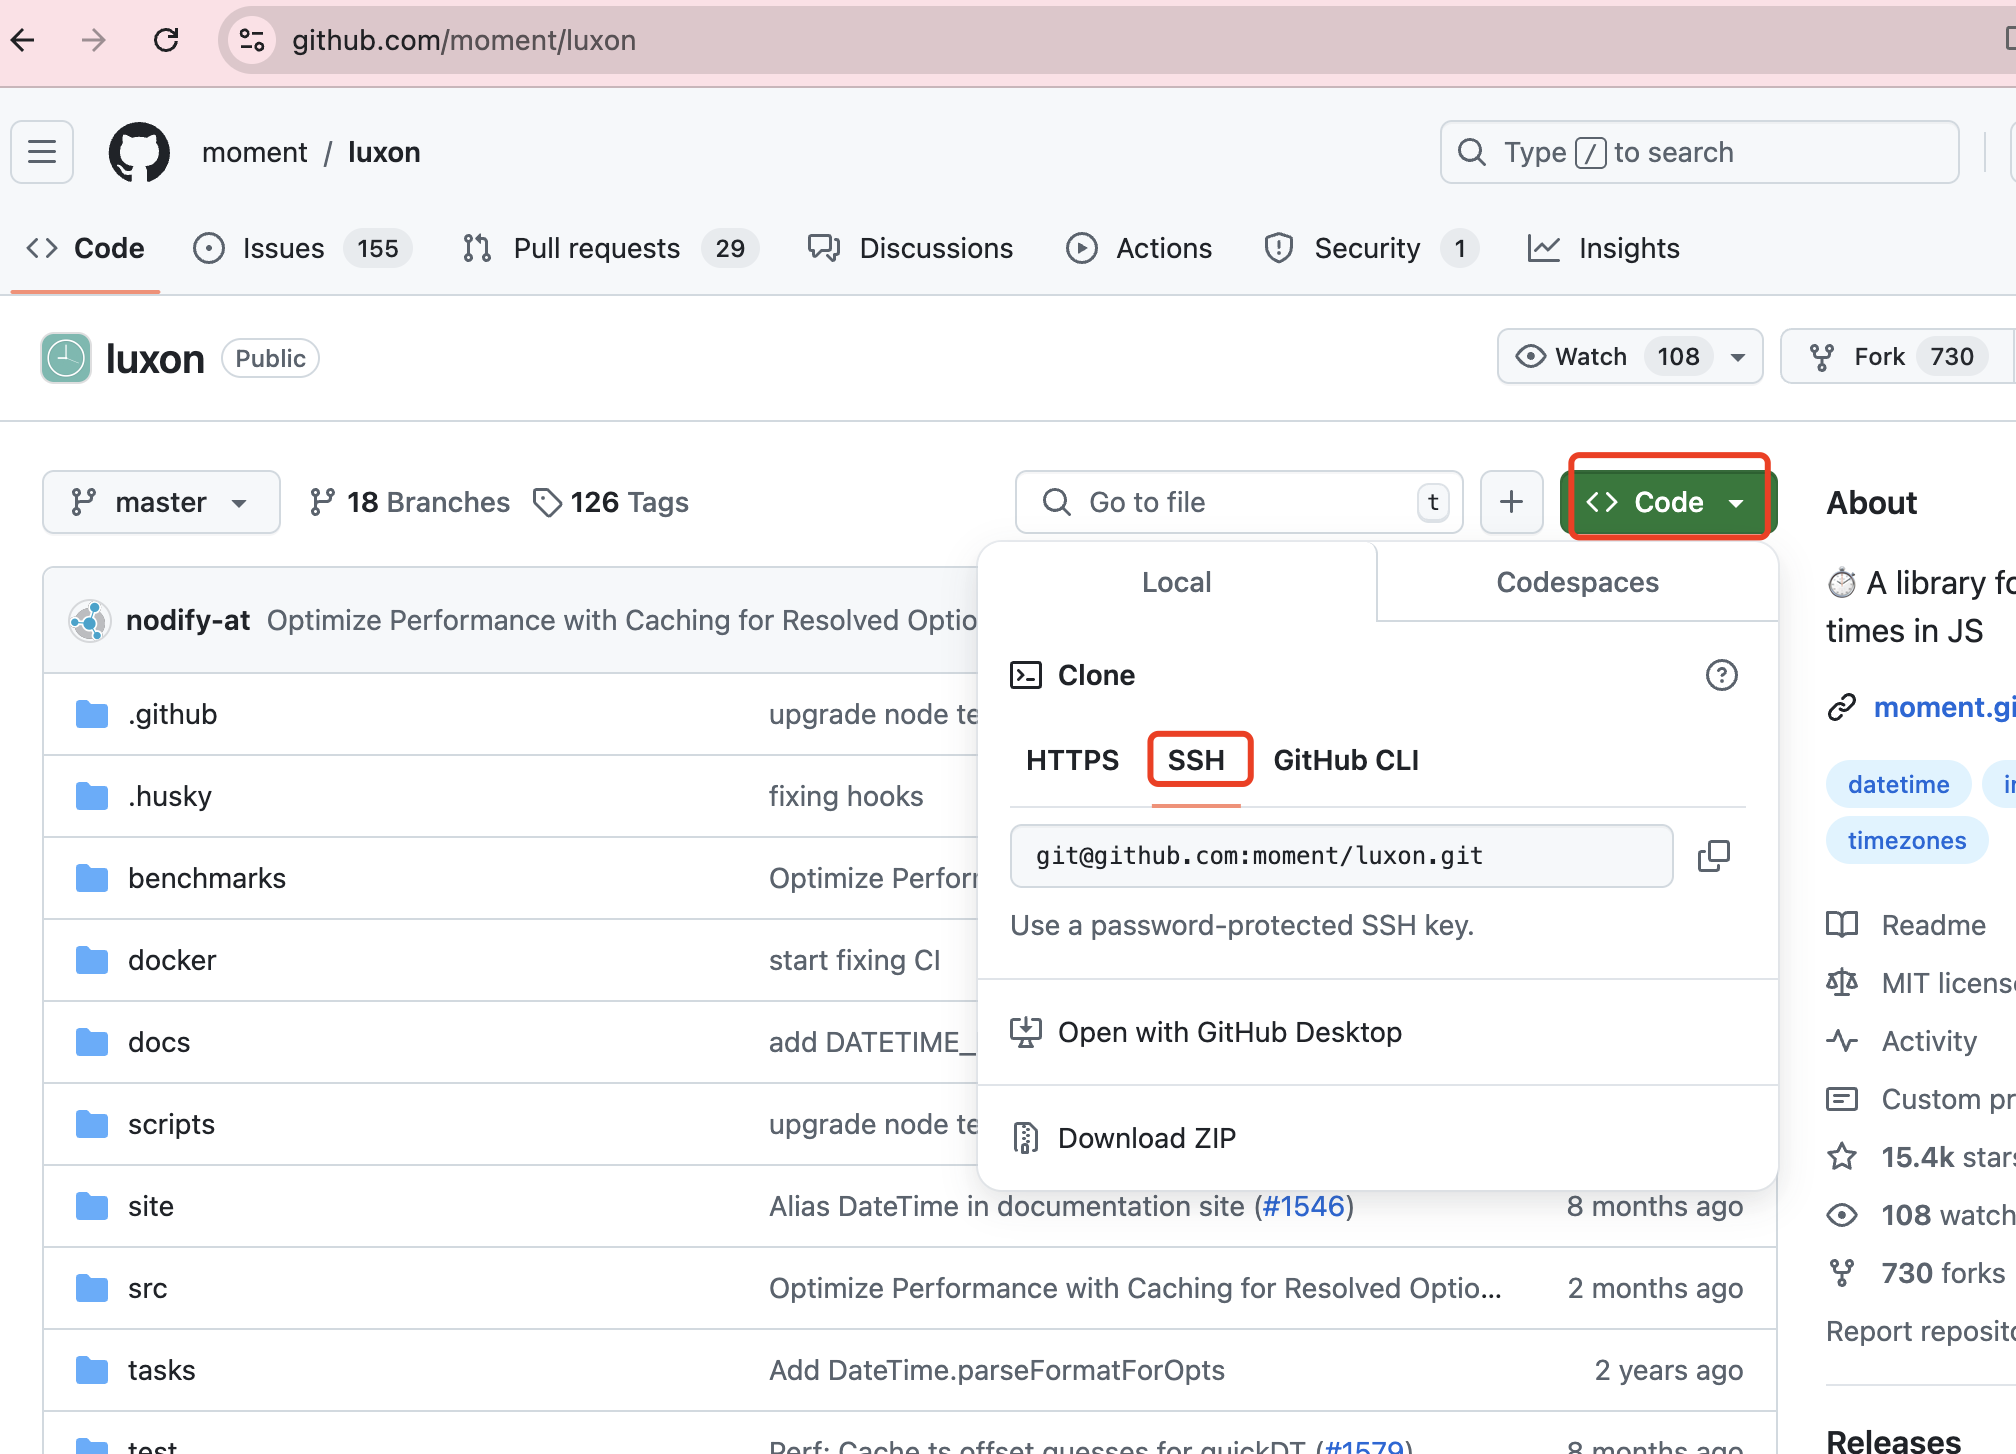 github.com/moment/luxon
moment / luxon
Type / to search
Code
Issues 155
Pull requests 29
Discussions
Actions
Security 1
Insights
luxon Public
Watch 108
Fork 730
master
18 Branches
126 Tags
Go to file t
Code
About
Local
Codespaces
A library fo
times in JS
nodify-at Optimize Performance with Caching for Resolved Optio
Clone
moment.gi
.github upgrade node te
HTTPS SSH GitHub CLI
datetime
.husky fixing hooks
git@github.com:moment/luxon.git
timezones
benchmarks Optimize Perfor
Use a password-protected SSH key.
Readme
docker start fixing CI
MIT license
Open with GitHub Desktop
docs add DATETIME_
Activity
Custom pr
scripts upgrade node te
Download ZIP
15.4k stars
site Alias DateTime in documentation site (#1546) 8 months ago
108 watch
src Optimize Performance with Caching for Resolved Optio... 2 months ago
730 forks
Report reposito
tasks Add DateTime.parseFormatForOpts 2 years ago
test Perf: Cache ts offset guesses for quickDT (#1579) 8 months ago
Releases